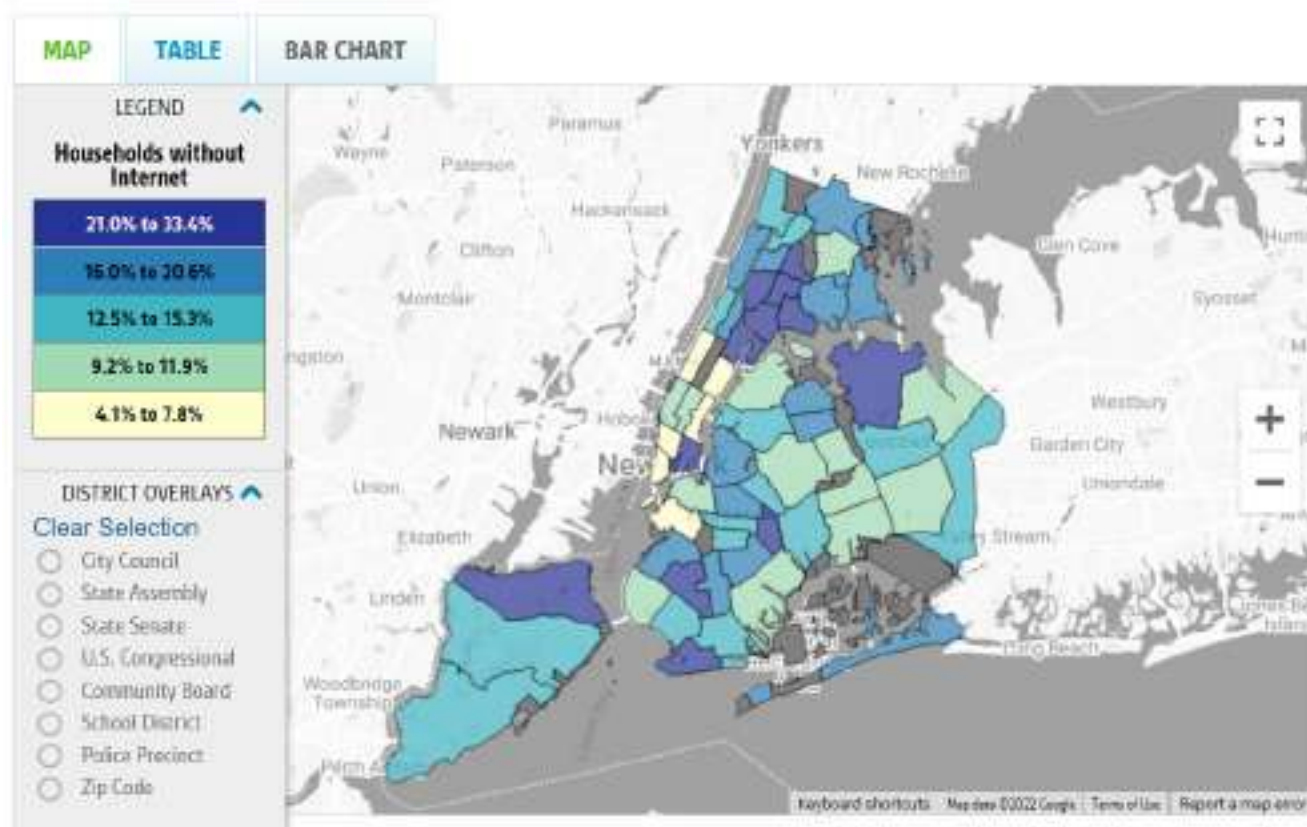 MAP
TABLE
BAR CHART
LEGEND
Households without
Internet
21.0% to 33.4%
16.0% to 20.6%
12.5% to 15.3%
9.2% to 11.9%
4.1% to 7.8%
DISTRICT OVERLAYS
Clear Selection
City Council
State Assembly
State Senate
U.S. Congressional
Community Board
School District
Police Precinct
Zip Code
Paramus
Wayne
Yonkers
Paterson
New Rochelle
Hackensack
Clifton
Glen Cove
Montclair
Syosset
Westbury
Newark
Garden City
Union
Uniondale
Elizabeth
Stream
Linden
Long Beach
Woodbridge
Township
Keyboard shortcuts
Map data ©2022 Google
Terms of Use
Report a map error